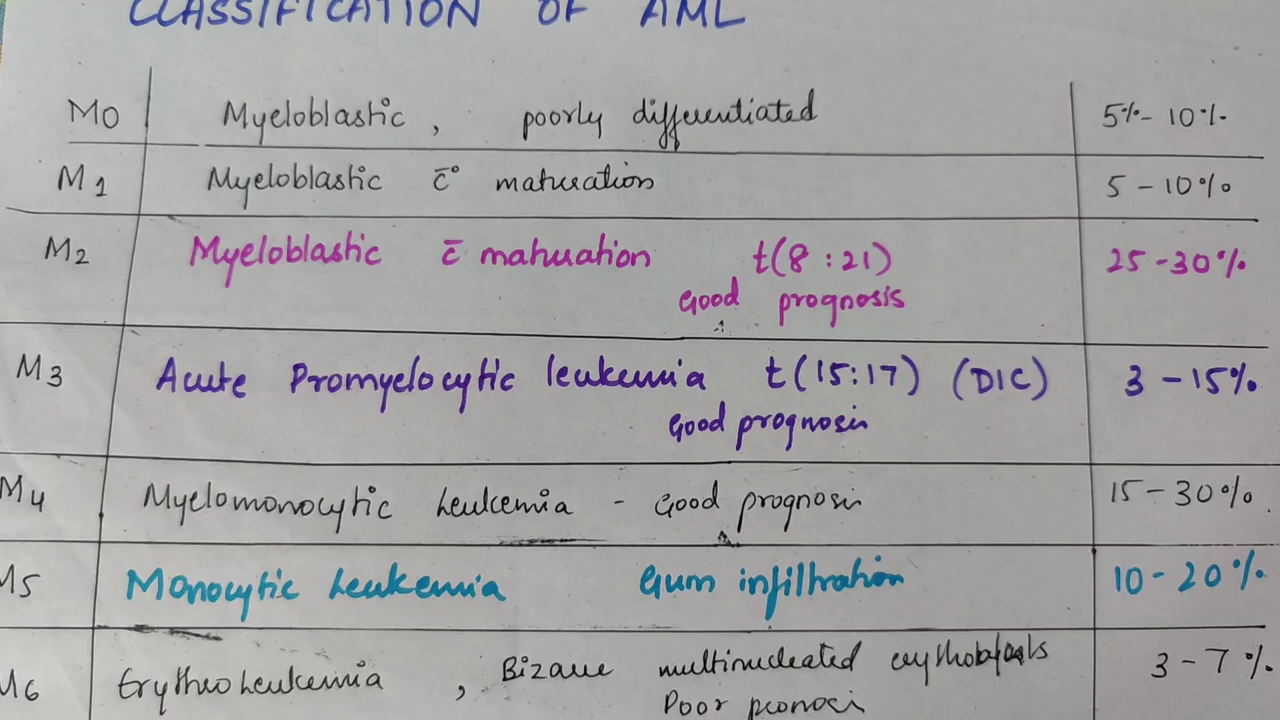 CLASSIFICATION OF AML
M0 Myeloblastic, poorly differentiated 5%-10%
M1 Myeloblastic c̄° maturation 5-10%
M2 Myeloblastic c̄ maturation t(8:21) 25-30%
Good prognosis
M3 Acute Promyelocytic leukemia t(15:17) (DIC) 3-15%
Good prognosis
M4 Myelomonocytic leukemia - Good prognosis 15-30%.
M5 Monocytic leukemia Gum infiltration 10-20%.
M6 Erythroleukemia, Bizarre multinucleated erythoblasts 3-7%.
Poor